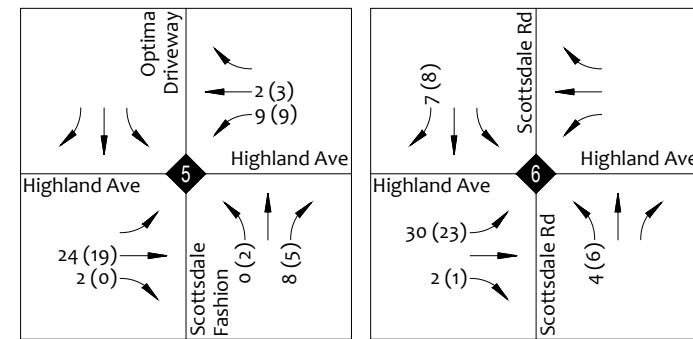 Optima
Driveway
2 (3)
9 (9)
Highland Ave
5
Highland Ave
24 (19)
2 (0)
Scottsdale
Fashion
0 (2)
8 (5)
7 (8)
Scottsdale Rd
Highland Ave
6
Highland Ave
30 (23)
2 (1)
Scottsdale Rd
4 (6)